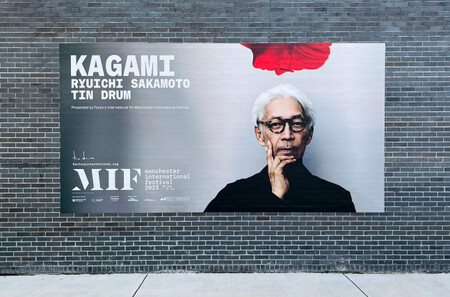 KAGAMI
RYUICHI SAKAMOTO
TIN DRUM
Presented by Factory International for Manchester International Festival
factoryinternational.org
MIF
manchester
international
festival
2023